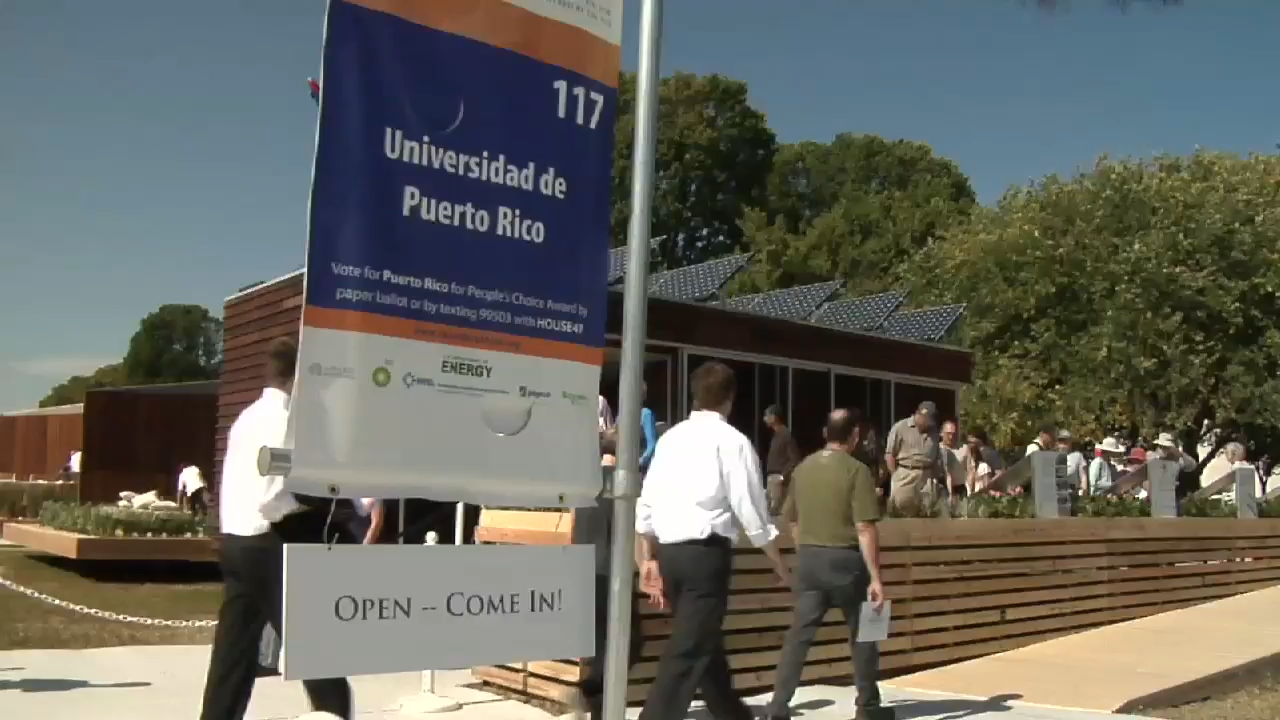 117
Universidad de
Puerto Rico
Vote for Puerto Rico for People's Choice Award by
paper ballot or by texting 99503 with HOUSE47
bp
ENERGY
OPEN -- COME IN!